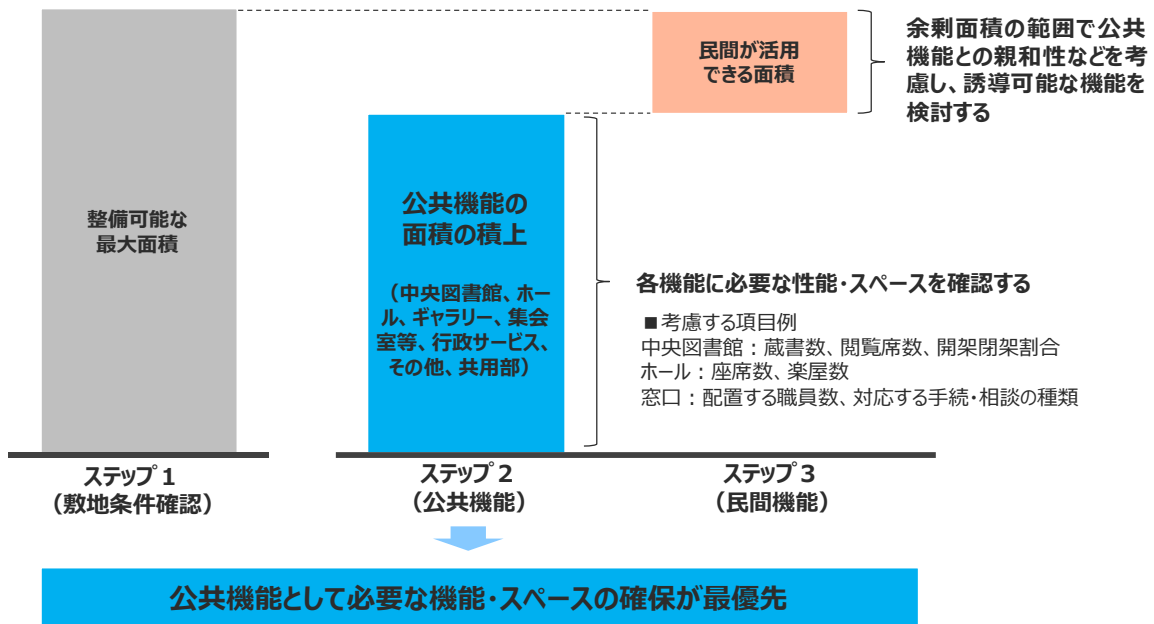 整備可能な
最大面積
公共機能の
面積の積上
（中央図書館、ホー
ル、ギャラリー、集会
室等、行政サービス、
その他、共用部）
民間が活用
できる面積
余剰面積の範囲で公共
機能との親和性などを考
慮し、誘導可能な機能を
検討する
各機能に必要な性能・スペースを確認する
■考慮する項目例
中央図書館：蔵書数、閲覧席数、開架閉架割合
ホール：座席数、楽屋数
窓口：配置する職員数、対応する手続・相談の種類
ステップ１
（敷地条件確認）
ステップ２
（公共機能）
ステップ３
（民間機能）
公共機能として必要な機能・スペースの確保が最優先